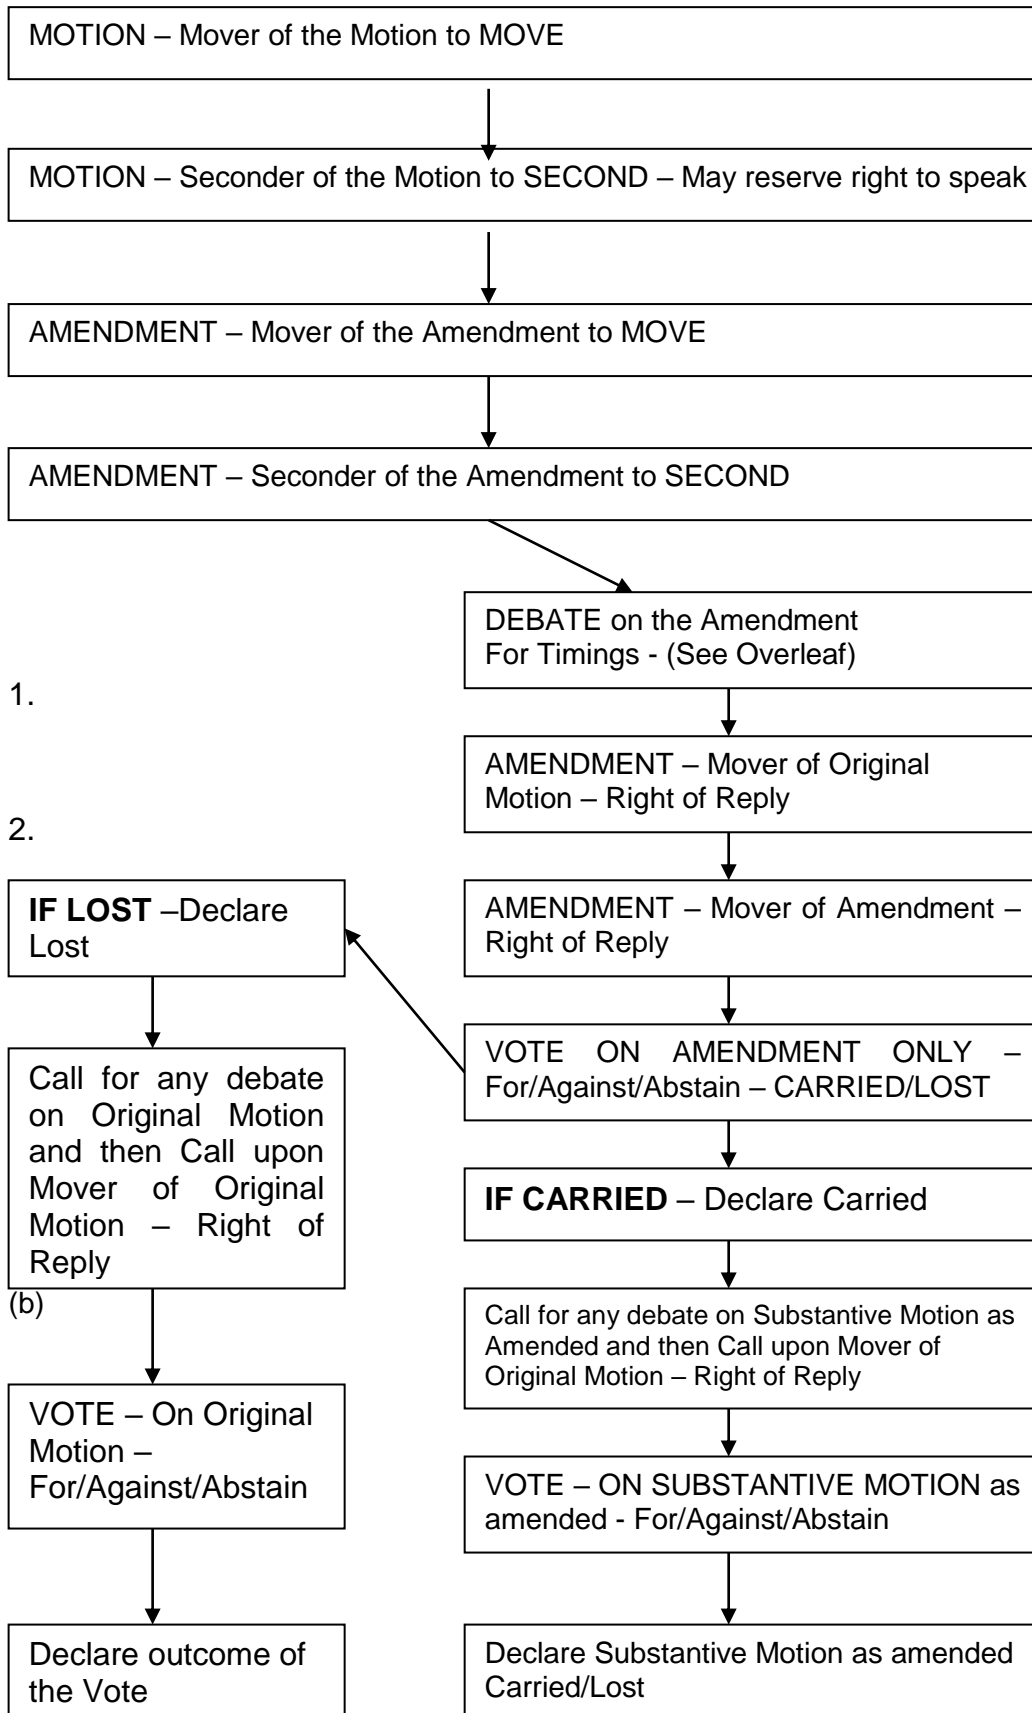 MOTION – Mover of the Motion to MOVE
MOTION – Seconder of the Motion to SECOND – May reserve right to speak
AMENDMENT – Mover of the Amendment to MOVE
AMENDMENT – Seconder of the Amendment to SECOND
DEBATE on the Amendment
For Timings - (See Overleaf)
1.
AMENDMENT – Mover of Original
Motion – Right of Reply
2.
AMENDMENT – Mover of Amendment –
Right of Reply
VOTE ON AMENDMENT ONLY –
For/Against/Abstain – CARRIED/LOST
IF LOST –Declare
Lost
Call for any debate
on Original Motion
and then Call upon
Mover of Original
Motion – Right of
Reply
(b)
VOTE – On Original
Motion –
For/Against/Abstain
Declare outcome of
the Vote
IF CARRIED – Declare Carried
Call for any debate on Substantive Motion as
Amended and then Call upon Mover of
Original Motion – Right of Reply
VOTE – ON SUBSTANTIVE MOTION as
amended - For/Against/Abstain
Declare Substantive Motion as amended
Carried/Lost